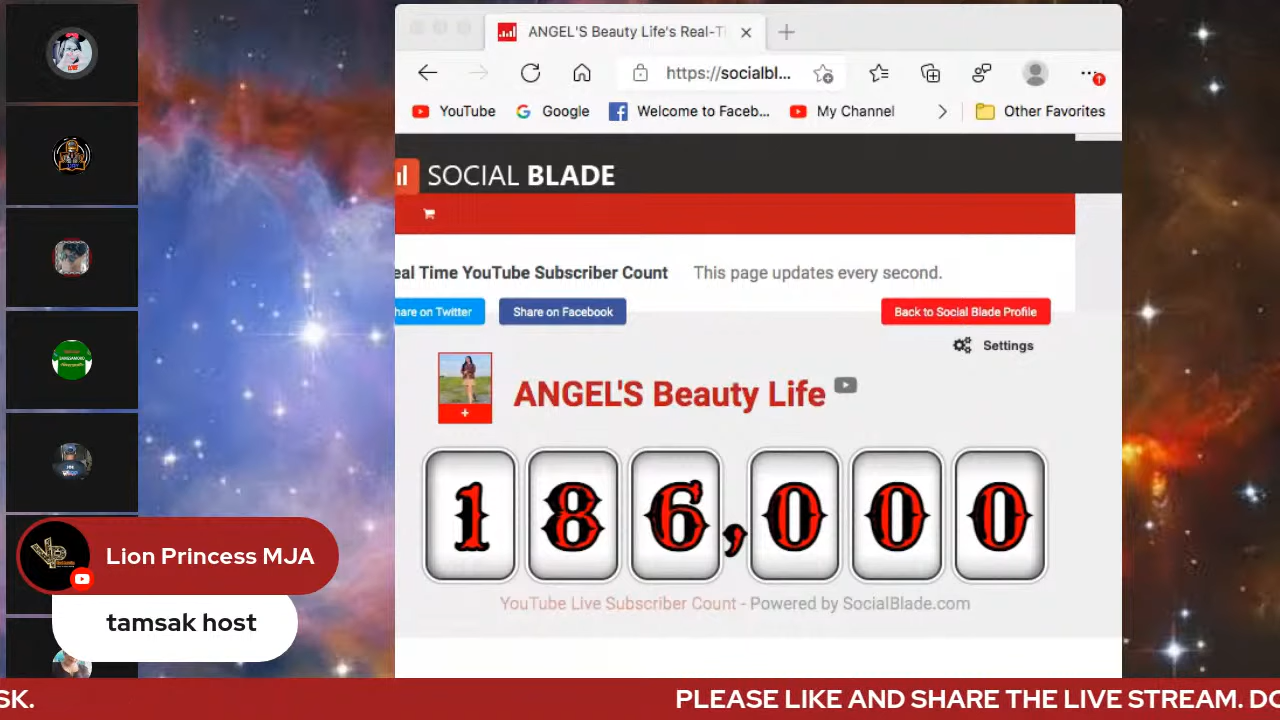 ANGEL'S Beauty Life's Real-Ti
https://socialbl...
YouTube
Google
Welcome to Faceb...
My Channel
Other Favorites
SOCIAL BLADE
eal Time YouTube Subscriber Count
This page updates every second.
hare on Twitter
Share on Facebook
Back to Social Blade Profile
Settings
+
ANGEL'S Beauty Life
186,000
YouTube Live Subscriber Count - Powered by SocialBlade.com
Lion Princess MJA
tamsak host
SK.
PLEASE LIKE AND SHARE THE LIVE STREAM. DO